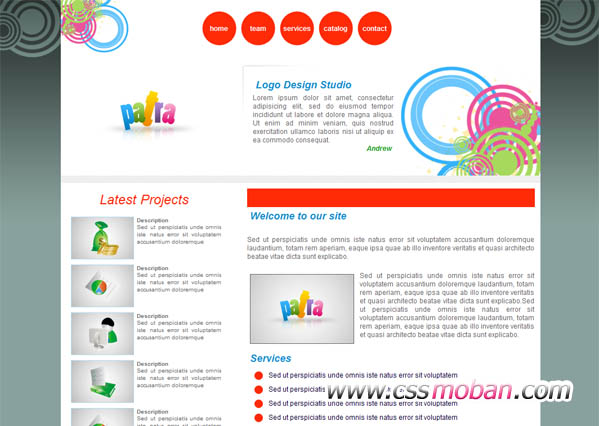 home
team
services
catalog
contact
patra
Logo Design Studio
Lorem ipsum dolor sit amet, consectetur
adipisicing elit, sed do eiusmod tempor
incididunt ut labore et dolore magna aliqua.
Ut enim ad minim veniam, quis nostrud
exercitation ullamco laboris nisi ut aliquip ex
ea commodo consequat.
Andrew
Latest Projects
Description
Sed ut perspiciatis unde omnis
iste natus error sit voluptatem
accusantium doloremque
Description
Sed ut perspiciatis unde omnis
iste natus error sit voluptatem
accusantium doloremque
Description
Sed ut perspiciatis unde omnis
iste natus error sit voluptatem
accusantium doloremque
Description
Sed ut perspiciatis unde omnis
iste natus error sit voluptatem
accusantium doloremque
Description
Sed ut perspiciatis unde omnis
Welcome to our site
Sed ut perspiciatis unde omnis iste natus error sit voluptatem accusantium doloremque
laudantium, totam rem aperiam, eaque ipsa quae ab illo inventore veritatis et quasi architecto
beatae vitae dicta sunt explicabo.
patra
Sed ut perspiciatis unde omnis iste natus error sit
voluptatem accusantium doloremque laudantium, totam
rem aperiam, eaque ipsa quae ab illo inventore veritatis
et quasi architecto beatae vitae dicta sunt explicabo.Sed ut
perspiciatis unde omnis iste natus error sit voluptatem
accusantium doloremque laudantium, totam rem
aperiam, eaque ipsa quae ab illo inventore veritatis et
quasi architecto beatae vitae dicta sunt explicabo.
Services
Sed ut perspiciatis unde omnis iste natus error sit voluptatem
Sed ut perspiciatis unde omnis iste natus error sit voluptatem
Sed ut perspiciatis unde omnis iste natus error sit voluptatem
Sed ut perspiciatis unde omnis iste natus error sit voluptatem
www.cssmoban.com